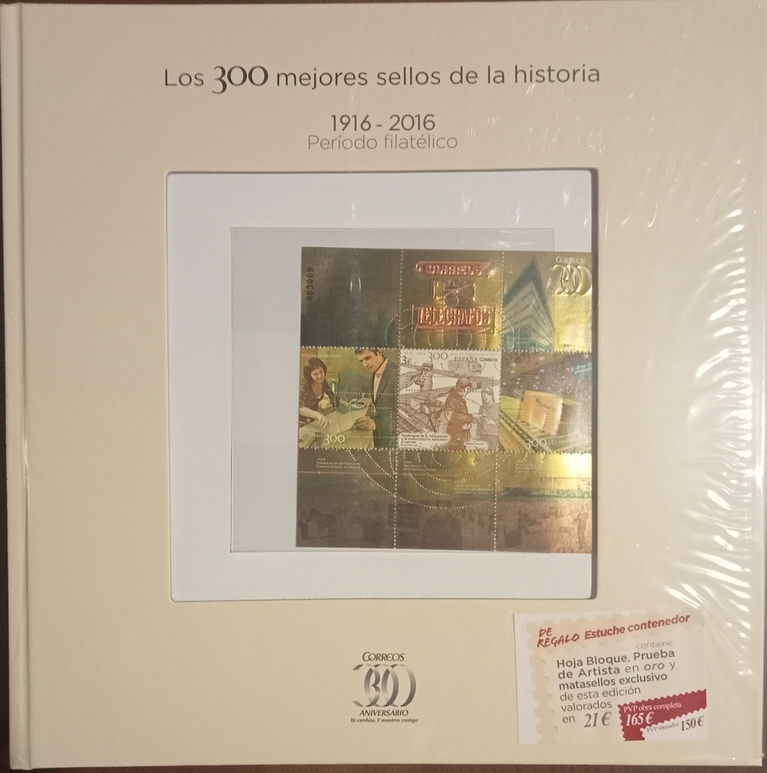 Los 300 mejores sellos de la historia
1916 - 2016
Período filatélico
003069
CORREOS
TELÉGRAFOS
CORREOS
300
3€
300
ESPAÑA CORREOS
300
300
CORREOS
300
ANIVERSARIO
Tú cambias. Y nosotros contigo.
DE REGALO Estuche contenedor
contiene
Hoja Bloque, Prueba
de Artista en oro y
matasellos exclusivo
de esta edición
valorados
en 21€
PVP obra completa
165€
PVP abonados 150€